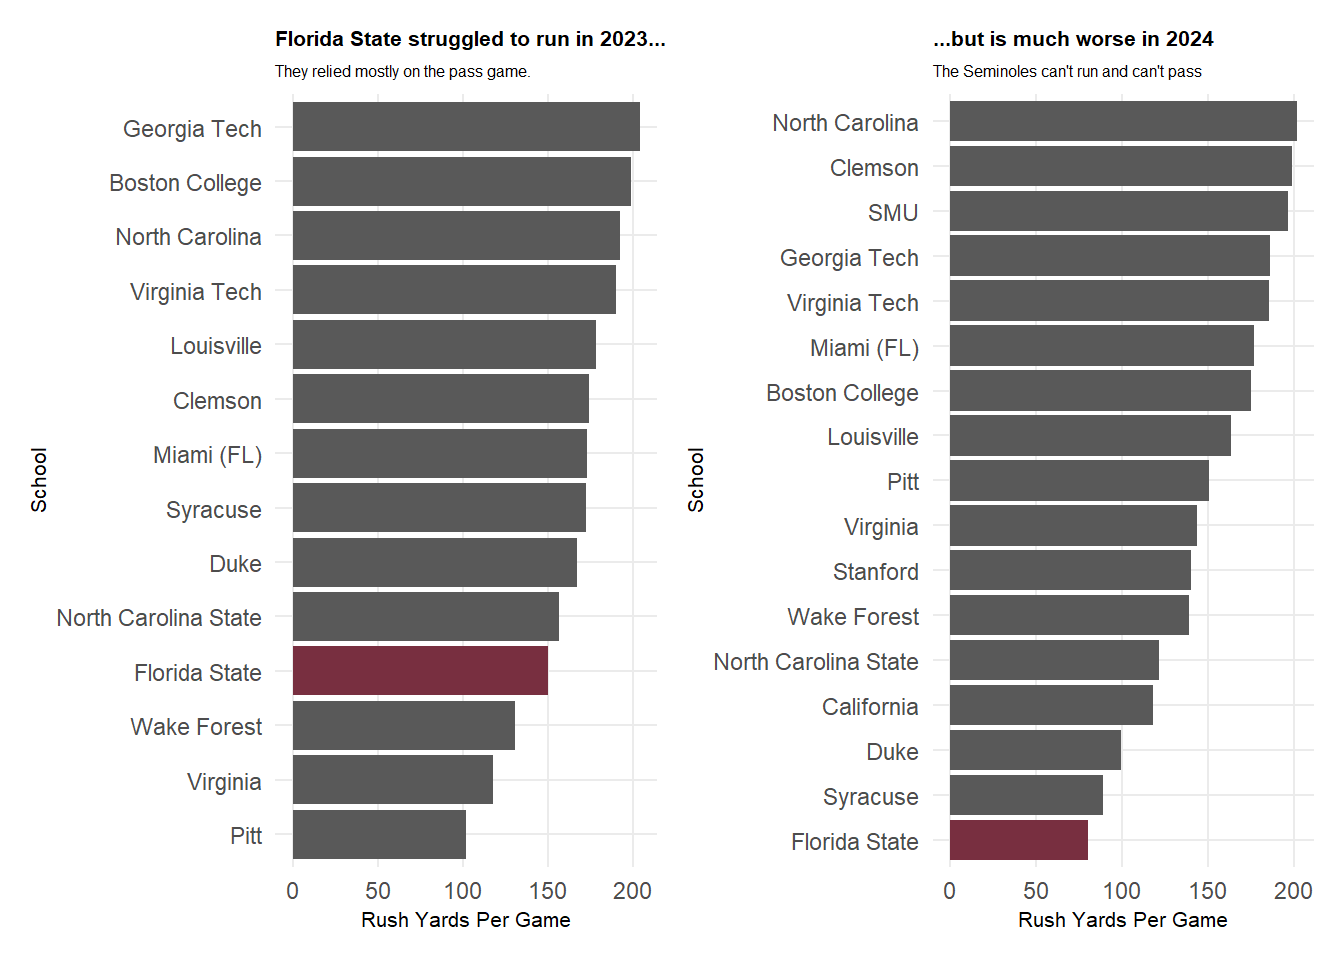 Florida State struggled to run in 2023...
They relied mostly on the pass game.
School
Georgia Tech
Boston College
North Carolina
Virginia Tech
Louisville
Clemson
Miami (FL)
Syracuse
Duke
North Carolina State
Florida State
Wake Forest
Virginia
Pitt
0 50 100 150 200
Rush Yards Per Game
...but is much worse in 2024
The Seminoles can't run and can't pass
School
North Carolina
Clemson
SMU
Georgia Tech
Virginia Tech
Miami (FL)
Boston College
Louisville
Pitt
Virginia
Stanford
Wake Forest
North Carolina State
California
Duke
Syracuse
Florida State
0 50 100 150 200
Rush Yards Per Game